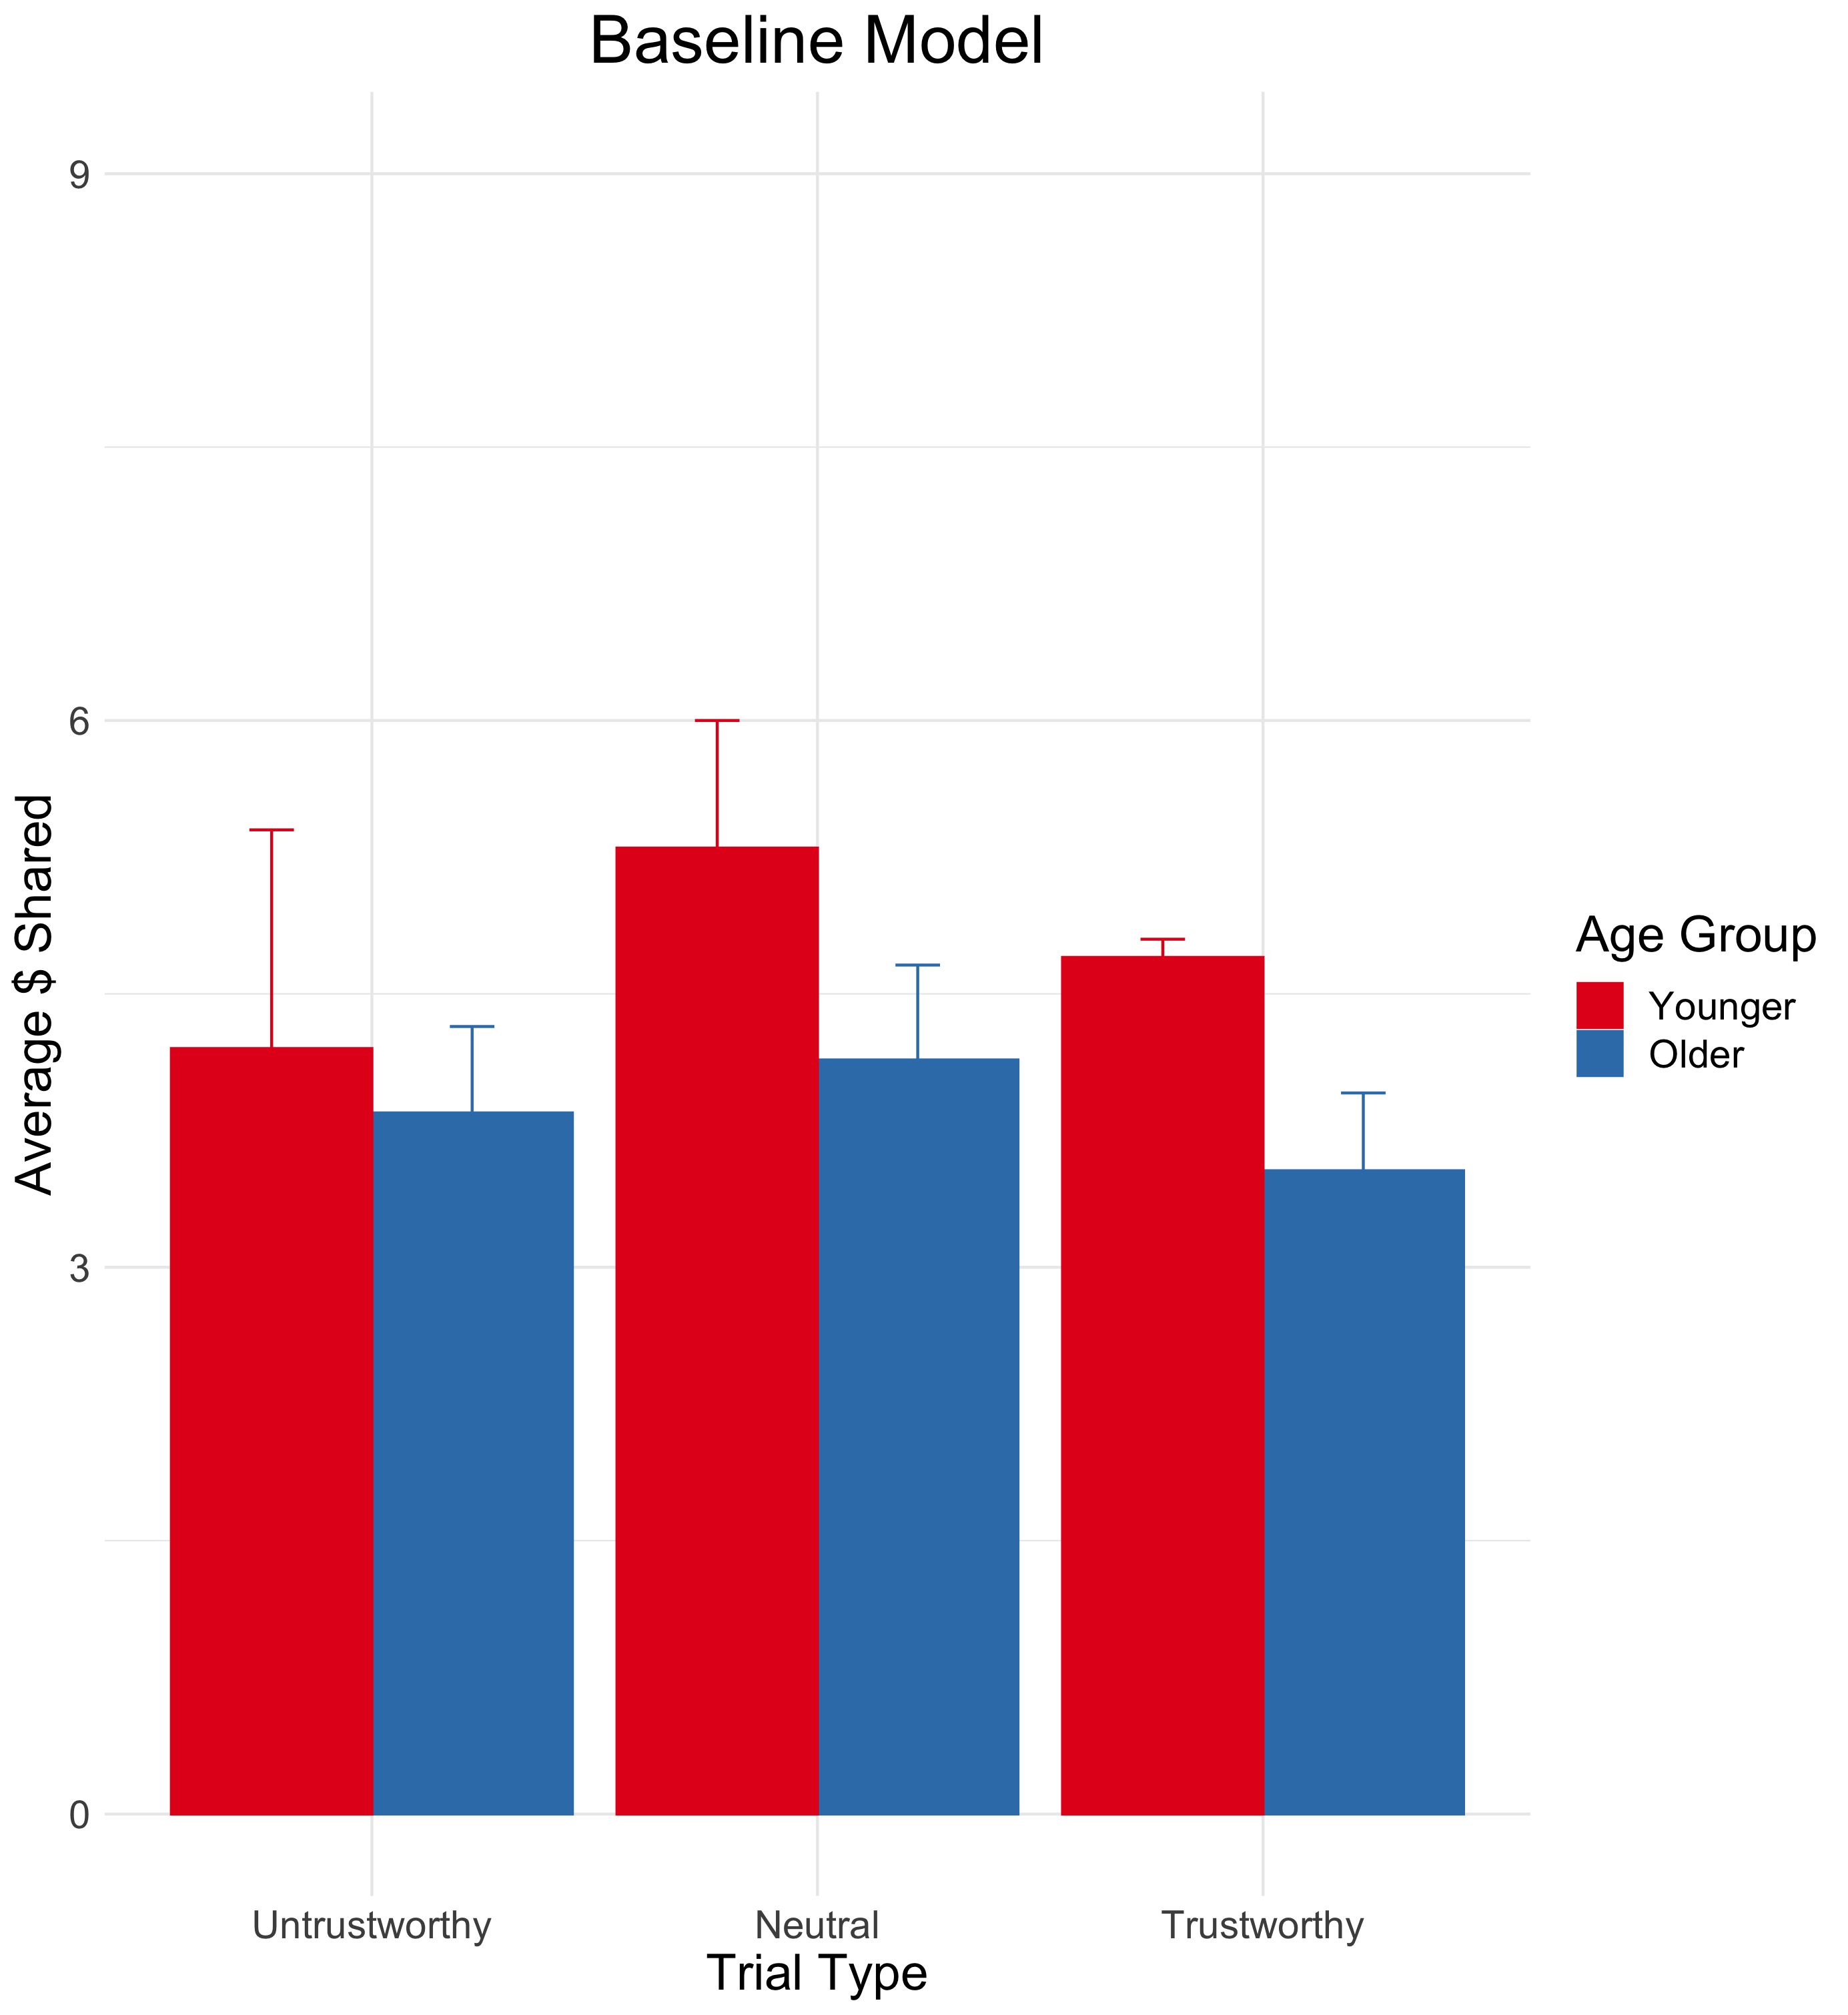 Baseline Model
9
6
3
0
Average $ Shared
Untrustworthy
Neutral
Trustworthy
Trial Type
Age Group
Younger
Older